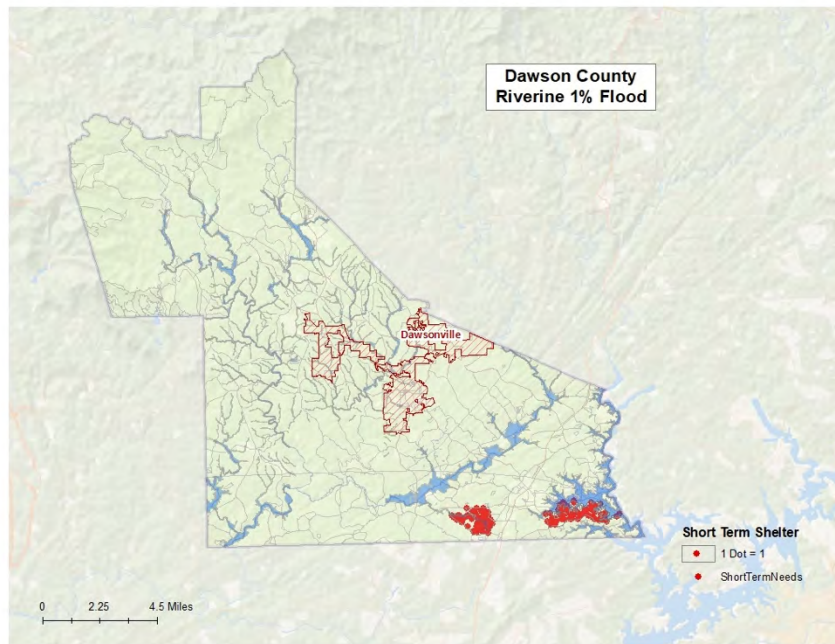 Dawson County
Riverine 1% Flood
Dawsonville
Short Term Shelter
1 Dot = 1
ShortTermNeeds
0 2.25 4.5 Miles